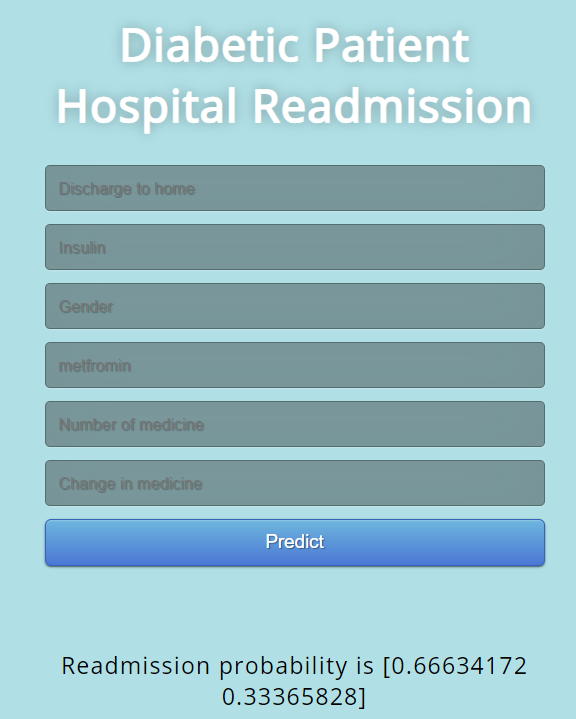 Diabetic Patient
Hospital Readmission
Discharge to home
Insulin
Gender
metfromin
Number of medicine
Change in medicine
Predict
Readmission probability is [0.66634172
0.33365828]